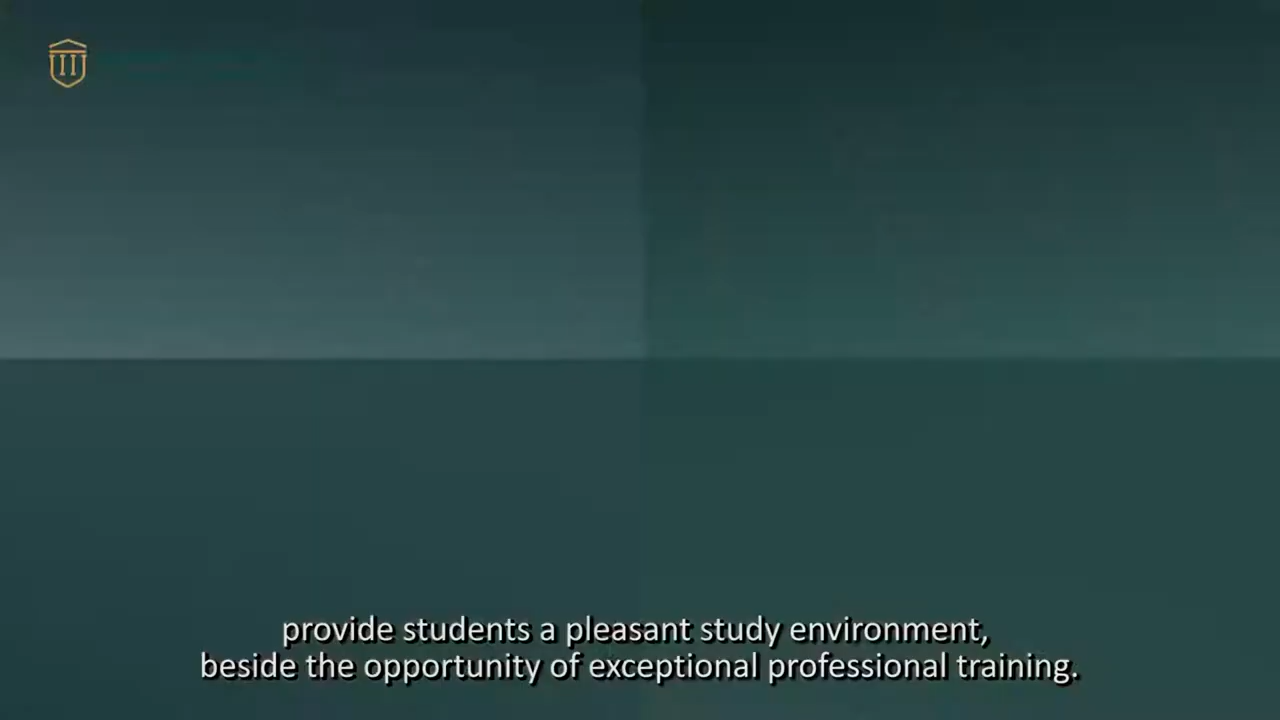 provide students a pleasant study environment,
beside the opportunity of exceptional professional training.